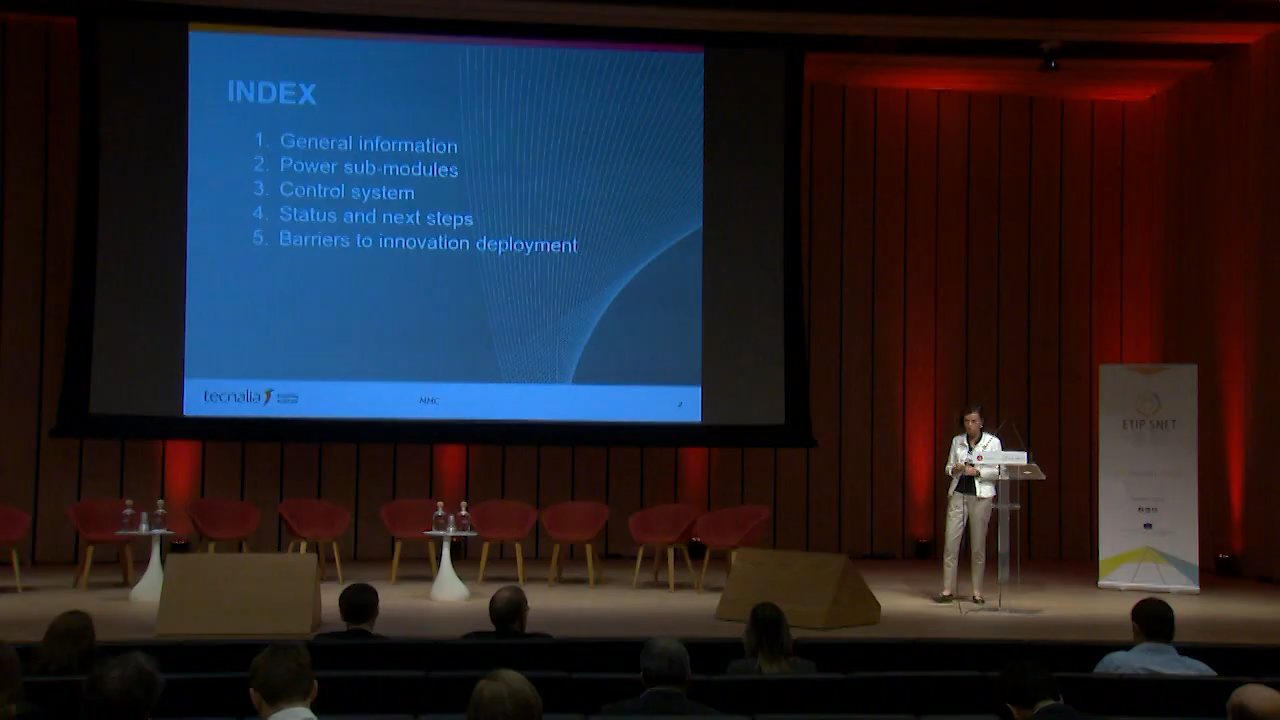 INDEX
1. General information
2. Power sub-modules
3. Control system
4. Status and next steps
5. Barriers to innovation deployment
tecnalia
MMC
2
ETIP SNET